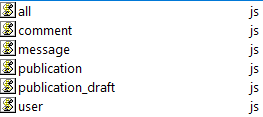 all js
comment js
message js
publication js
publication_draft js
user js